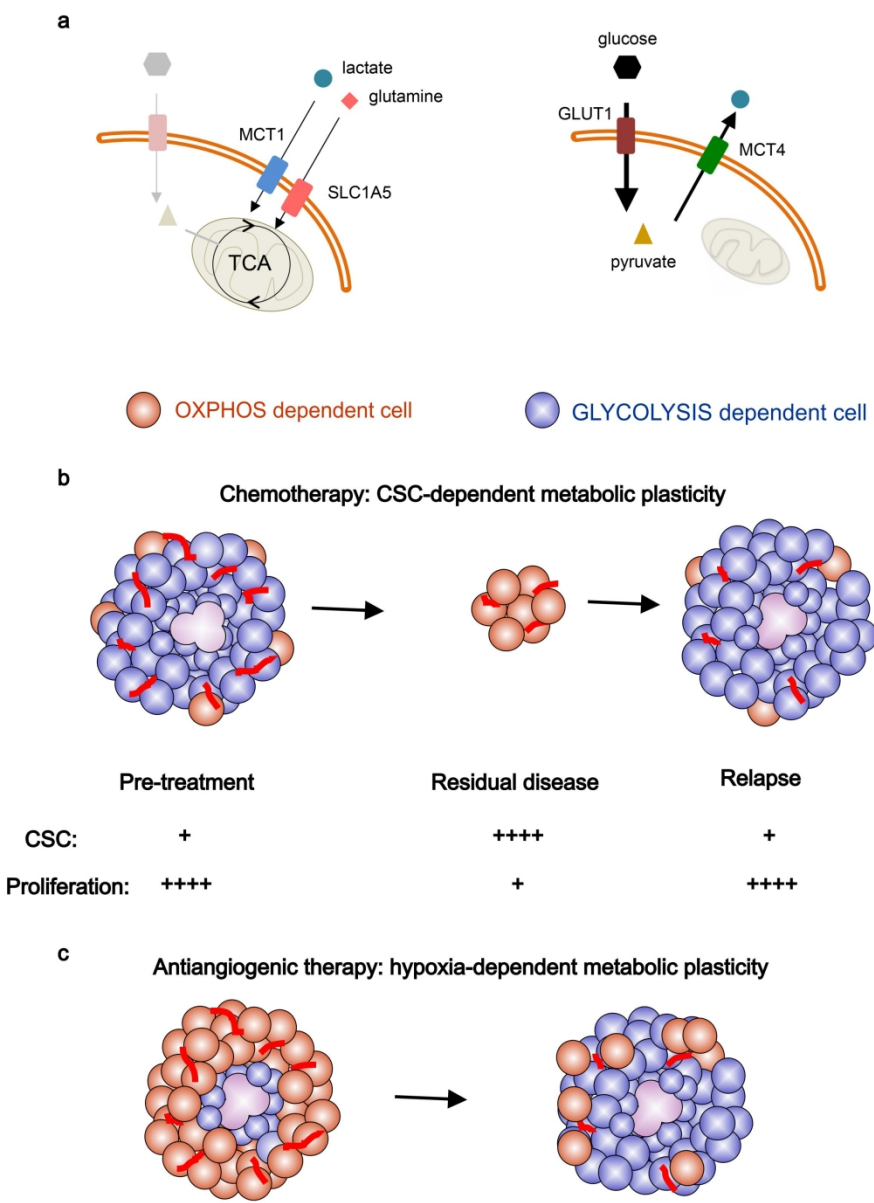 a
lactate
glutamine
MCT1
SLC1A5
TCA
glucose
GLUT1
MCT4
pyruvate
OXPHOS dependent cell
GLYCOLYSIS dependent cell
b
Chemotherapy: CSC-dependent metabolic plasticity
Pre-treatment Residual disease Relapse
CSC: + ++++ +
Proliferation: ++++ + ++++
c
Antiangiogenic therapy: hypoxia-dependent metabolic plasticity